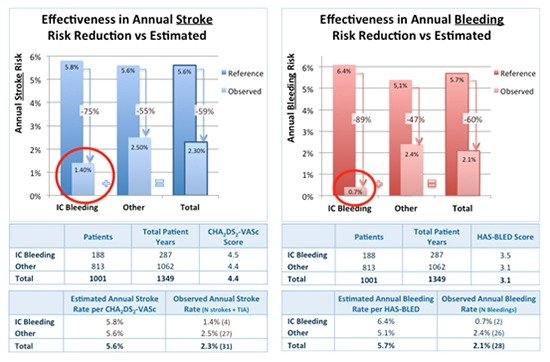 Effectiveness in Annual Stroke
Risk Reduction vs Estimated
Annual Stroke Risk
6%
5%
4%
3%
2%
1%
0%
5.8%
5.6%
5.6%
-75%
-55%
-59%
1.40%
2.50%
2.30%
Reference
Observed
IC Bleeding
Other
Total
Patients
Total Patient
Years
CHA₂DS₂-VASc
Score
IC Bleeding 188 287 4.5
Other 813 1062 4.4
Total 1001 1349 4.4
Estimated Annual Stroke
Rate per CHA₂DS₂-VASc
Observed Annual Stroke
Rate (N strokes + TIA)
IC Bleeding 5.8% 1.4% (4)
Other 5.6% 2.5% (27)
Total 5.6% 2.3% (31)
Effectiveness in Annual Bleeding
Risk Reduction vs Estimated
Annual Bleeding Risk
6%
5%
4%
3%
2%
1%
0%
6.4%
5,1%
5.7%
-89%
-47%
-60%
0.7%
2.4%
2.1%
Reference
Observed
IC Bleeding
Other
Total
Patients
Total Patient
Years
HAS-BLED Score
IC Bleeding 188 287 3.5
Other 813 1062 3.1
Total 1001 1349 3.1
Estimated Annual Bleeding
Rate per HAS-BLED
Observed Annual Bleeding
Rate (N Bleedings)
IC Bleeding 6.4% 0.7% (2)
Other 5.1% 2.4% (26)
Total 5.7% 2.1% (28)